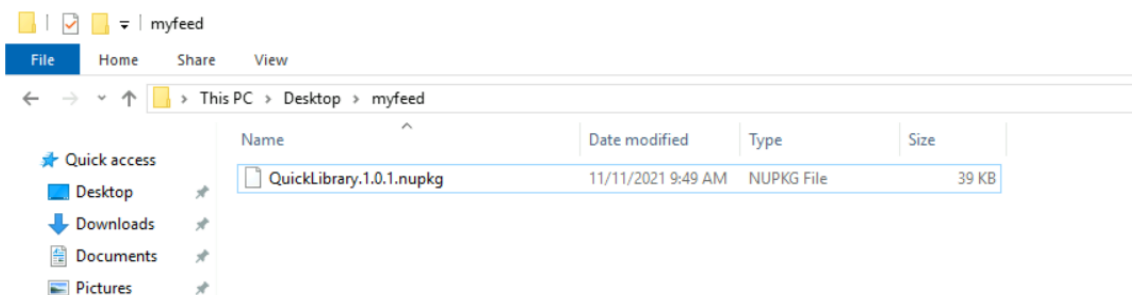 myfeed
File Home Share View
This PC > Desktop > myfeed
Name Date modified Type Size
Quick access
QuickLibrary.1.0.1.nupkg 11/11/2021 9:49 AM NUPKG File 39 KB
Desktop
Downloads
Documents
Pictures